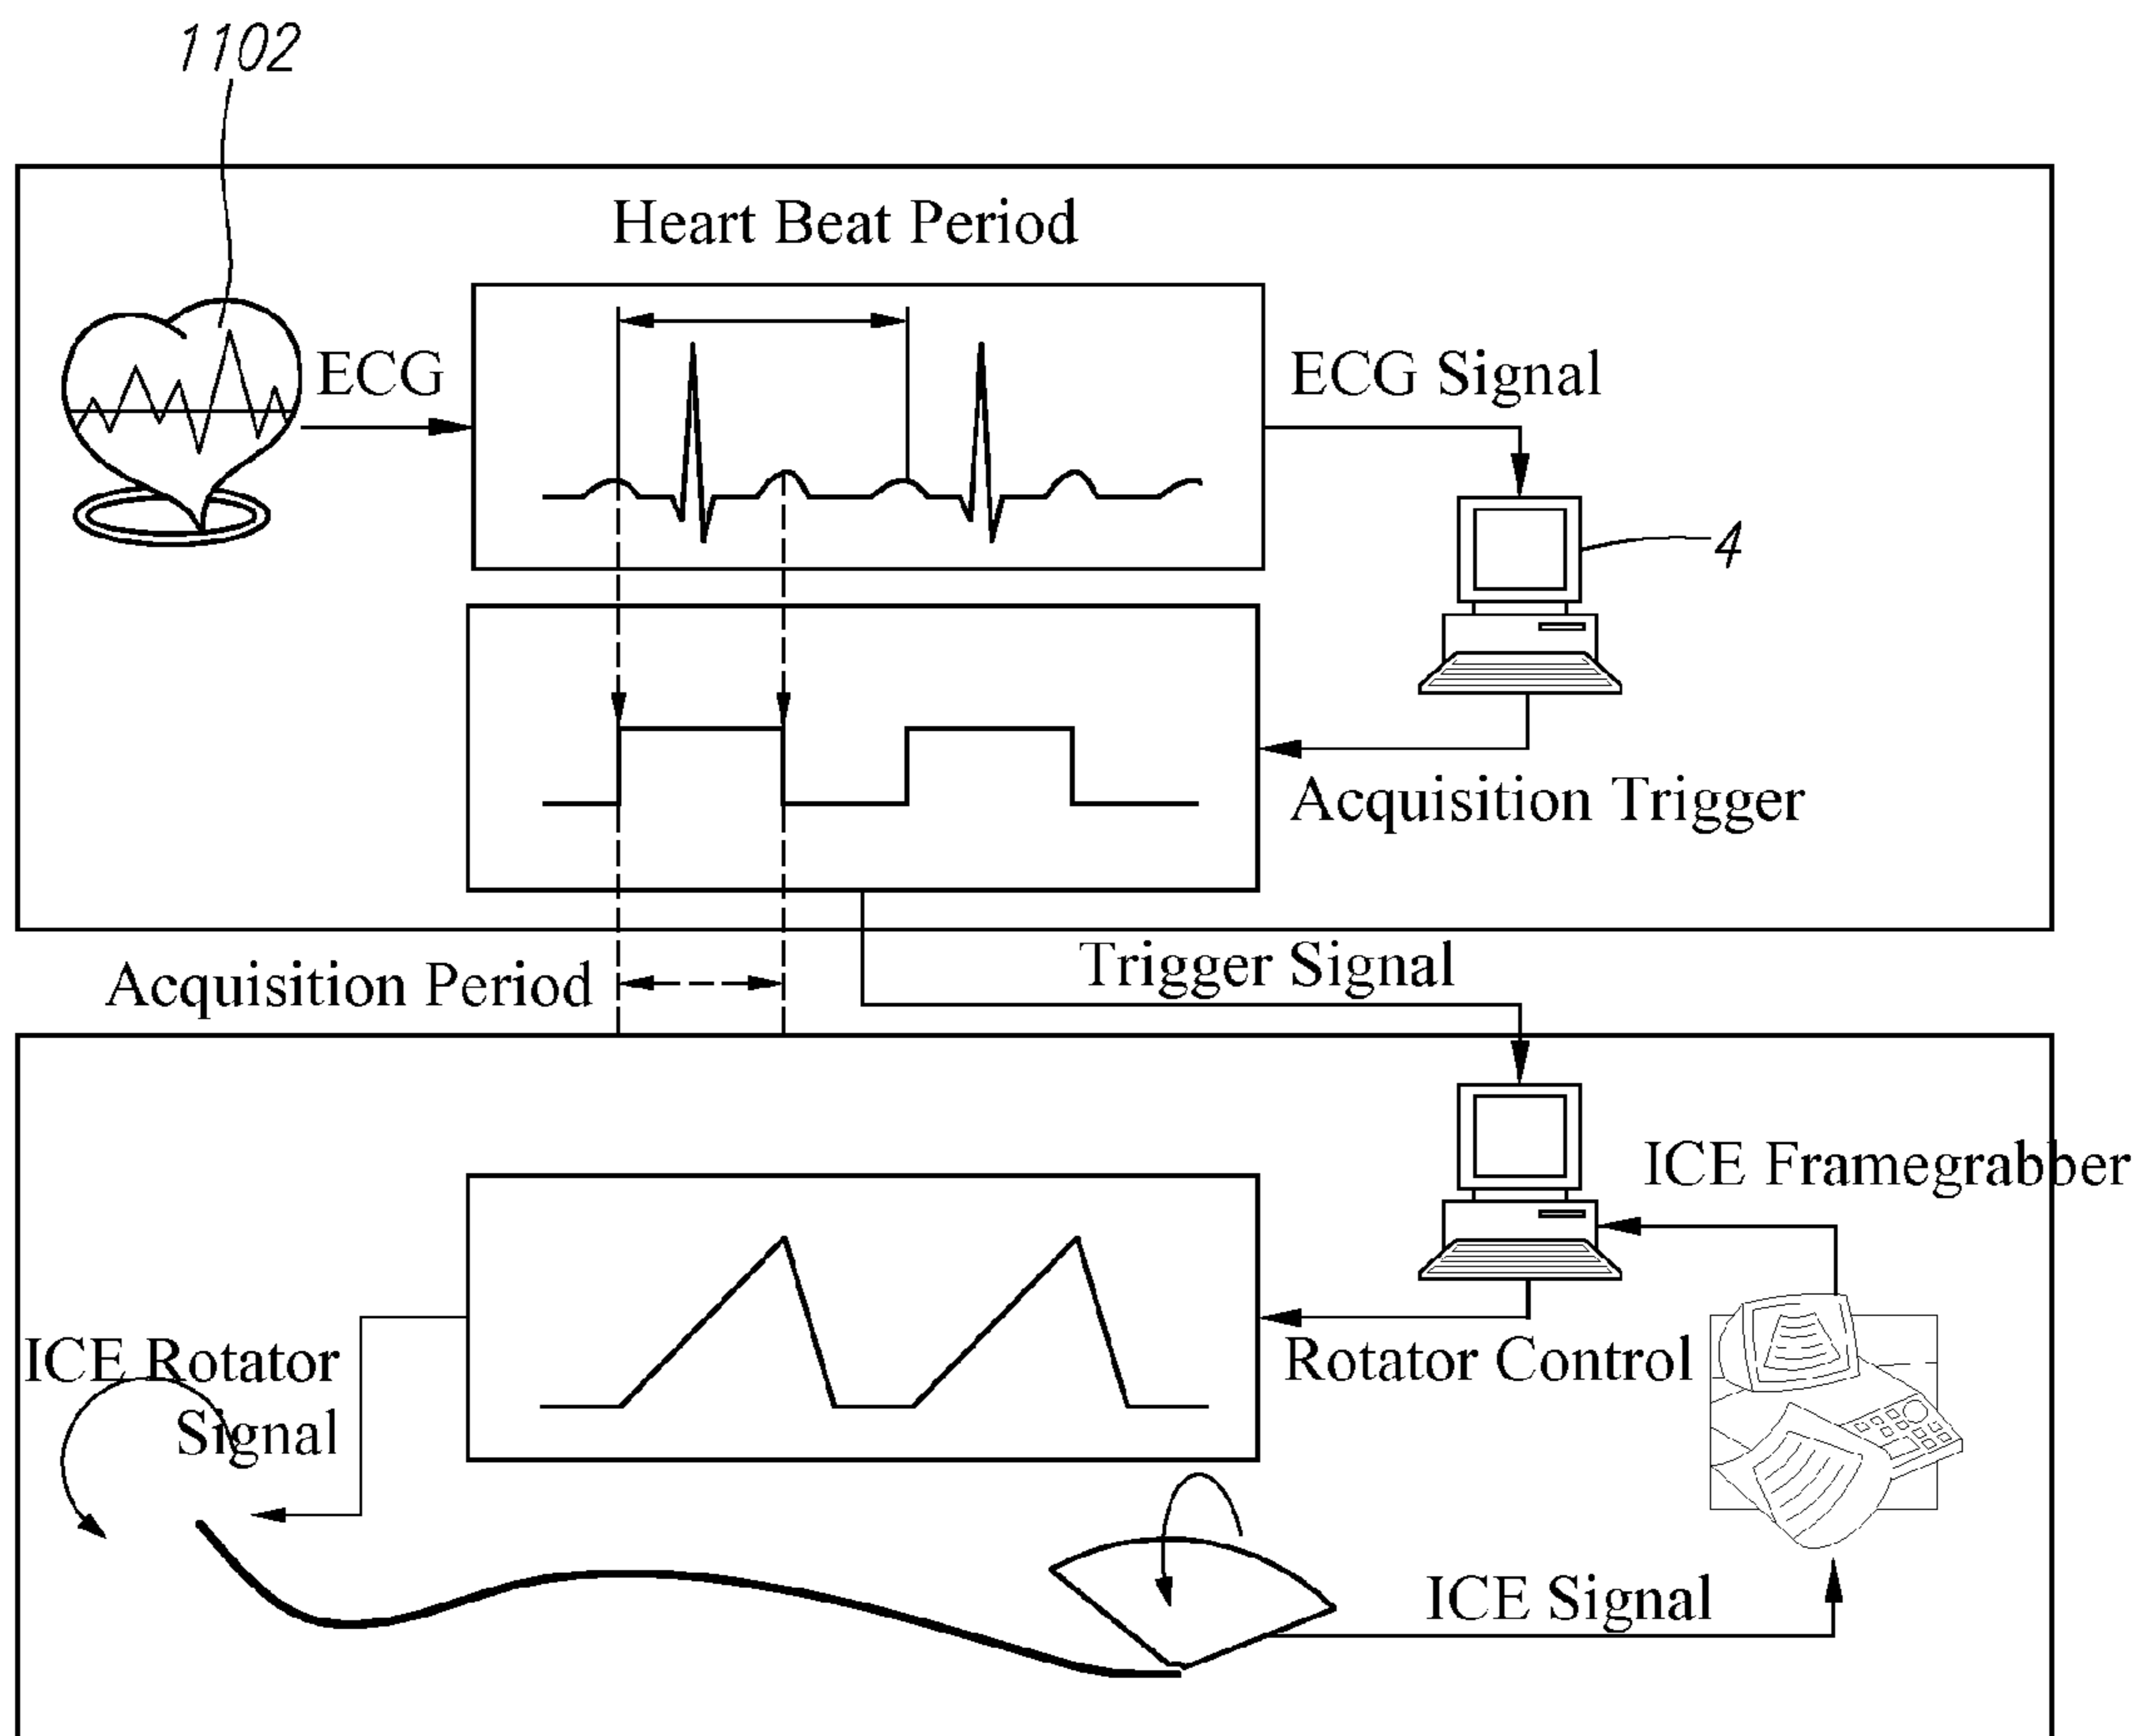 1102
Heart Beat Period
ECG
ECG Signal
4
Acquisition Trigger
Acquisition Period
Trigger Signal
ICE Framegrabber
ICE Rotator
Signal
Rotator Control
ICE Signal